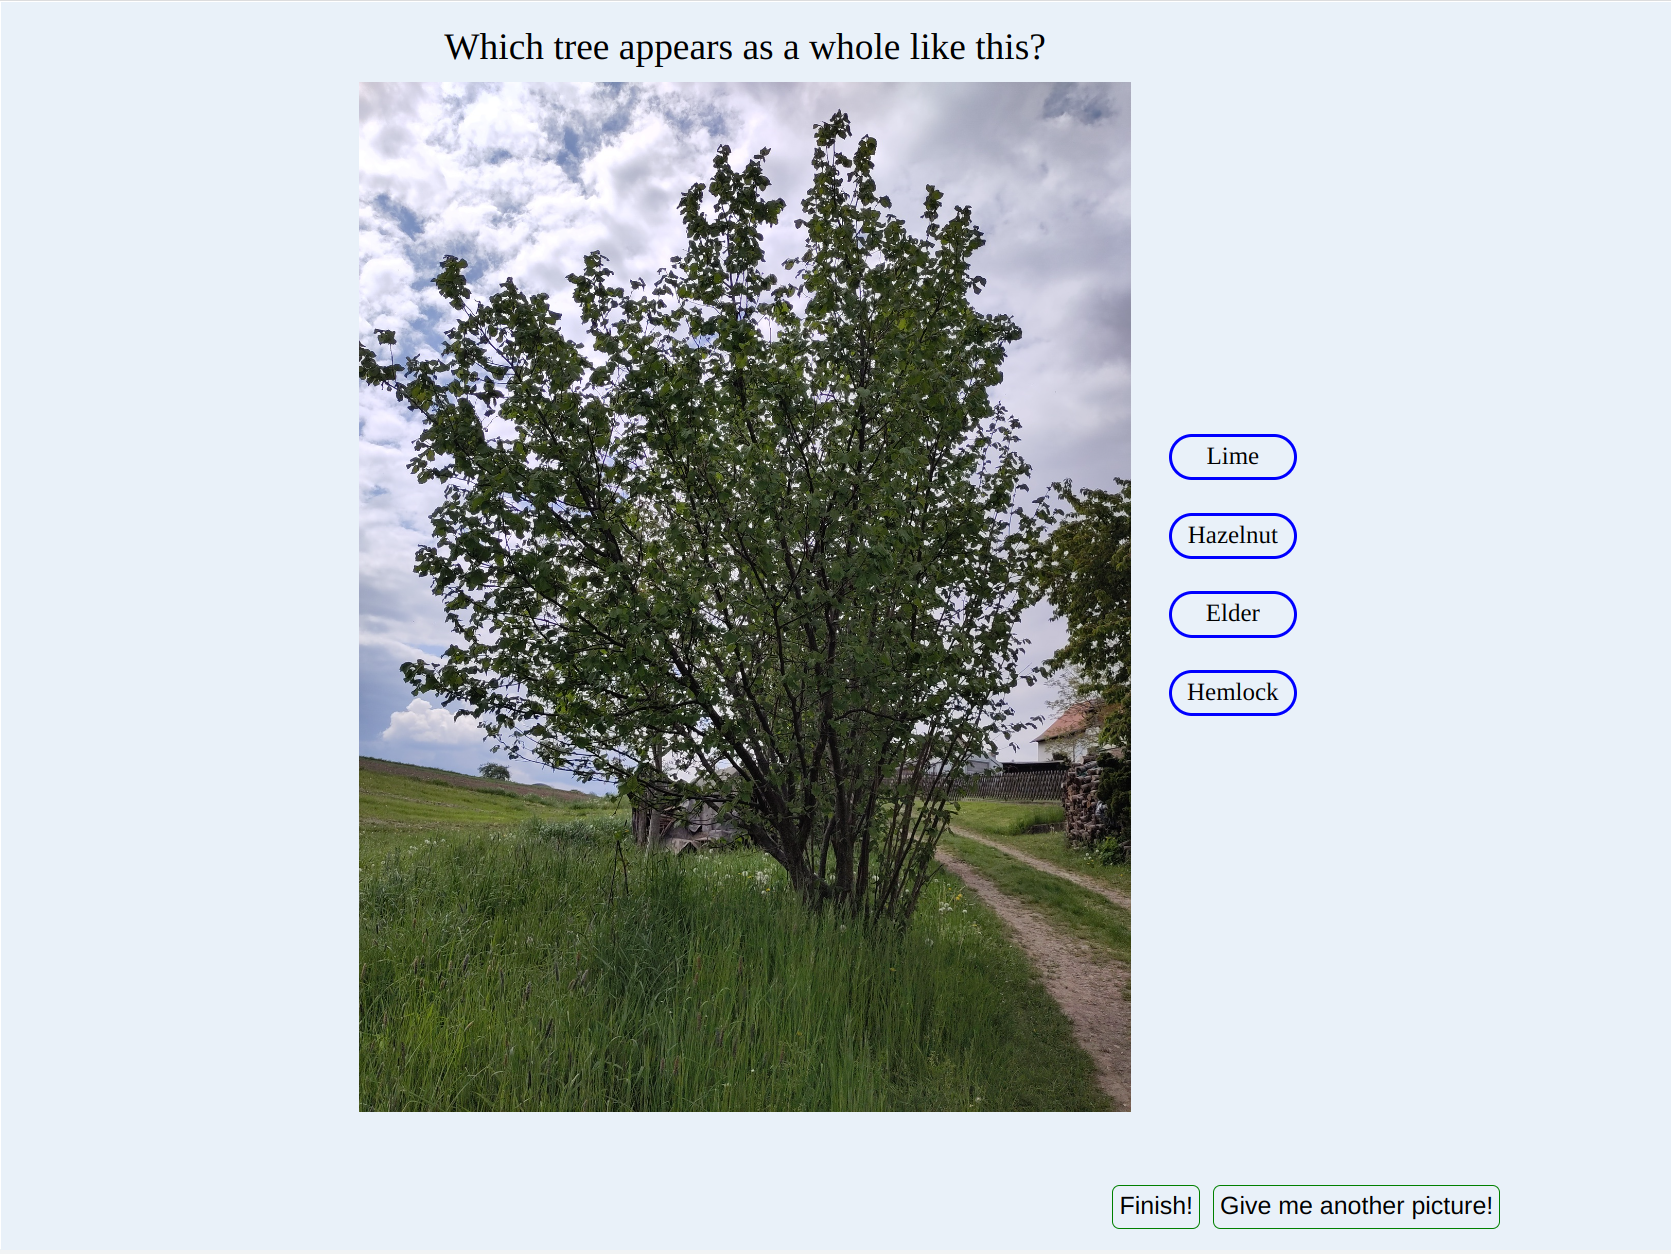 Which tree appears as a whole like this?
Lime
Hazelnut
Elder
Hemlock
Finish!
Give me another picture!